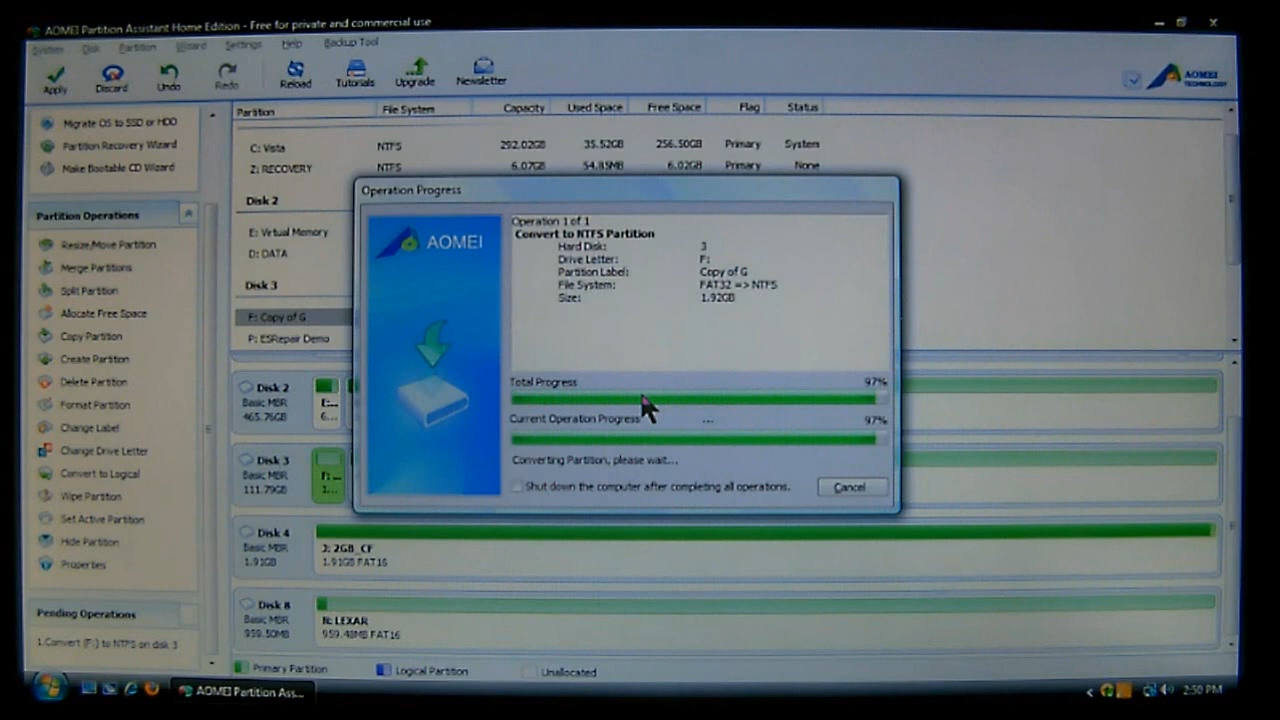 AOMEI Partition Assistant Home Edition - Free for private and commercial use
System Disk Partition Wizard Settings Help Backup Tool
Apply Discard Undo Redo Reload Tutorials Upgrade Newsletter
AOMEI
TECHNOLOGY
Migrate OS to SSD or HDD
Partition Recovery Wizard
Make Bootable CD Wizard
Partition Operations
Resize/Move Partition
Merge Partitions
Split Partition
Allocate Free Space
Copy Partition
Create Partition
Delete Partition
Format Partition
Change Label
Change Drive Letter
Convert to Logical
Wipe Partition
Set Active Partition
Hide Partition
Properties
Pending Operations
1.Convert (F:) to NTFS on disk 3
Partition File System Capacity Used Space Free Space Flag Status
C: Vista NTFS 292.02GB 35.52GB 256.50GB Primary System
Z: RECOVERY NTFS 6.07GB 54.85MB 6.02GB Primary None
Disk 2
E: Virtual Memory
D: DATA
Disk 3
F: Copy of G
P: ESRepair Demo
Operation Progress
AOMEI
Operation 1 of 1
Convert to NTFS Partition
Hard Disk: 3
Drive Letter: F:
Partition Label: Copy of G
File System: FAT32 => NTFS
Size: 1.92GB
Total Progress 97%
Current Operation Progress ... 97%
Converting Partition, please wait...
Shut down the computer after completing all operations.
Cancel
Disk 2
Basic MBR
465.76GB
E:...
6...
Disk 3
Basic MBR
111.79GB
F:...
1...
Disk 4
Basic MBR
1.91GB
J: 2GB_CF
1.91GB FAT16
Disk 8
Basic MBR
959.50MB
N: LEXAR
959.48MB FAT16
Primary Partition Logical Partition Unallocated
AOMEI Partition Ass...
2:50 PM